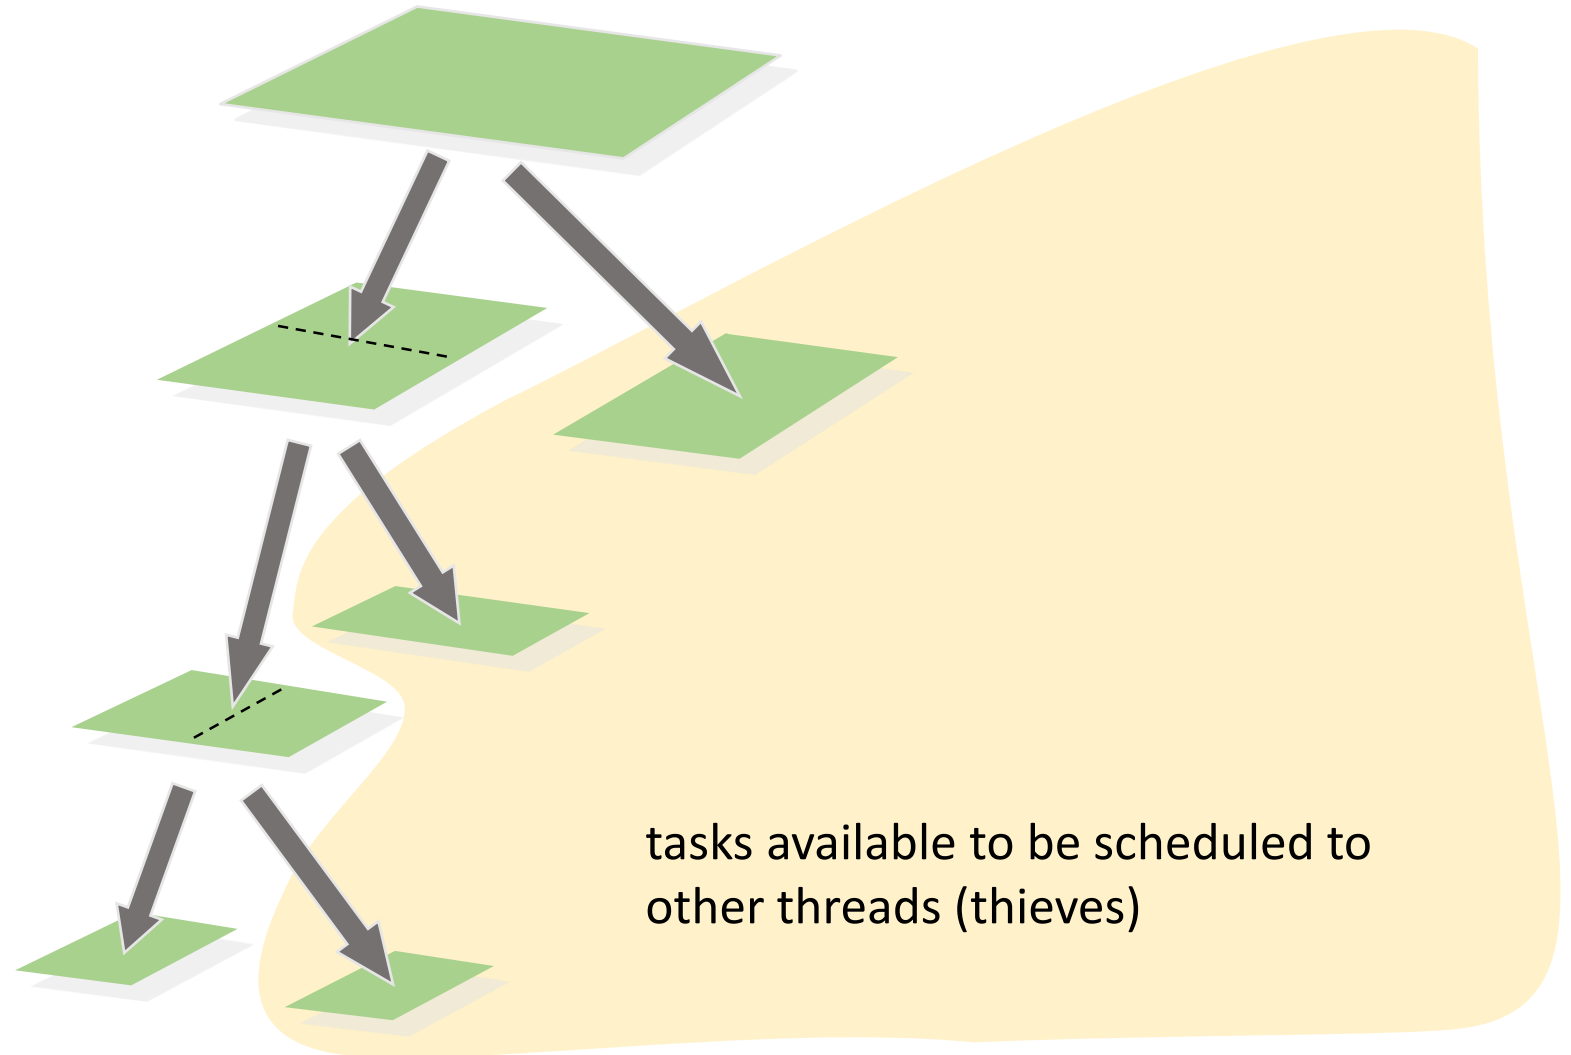 tasks available to be scheduled to
other threads (thieves)